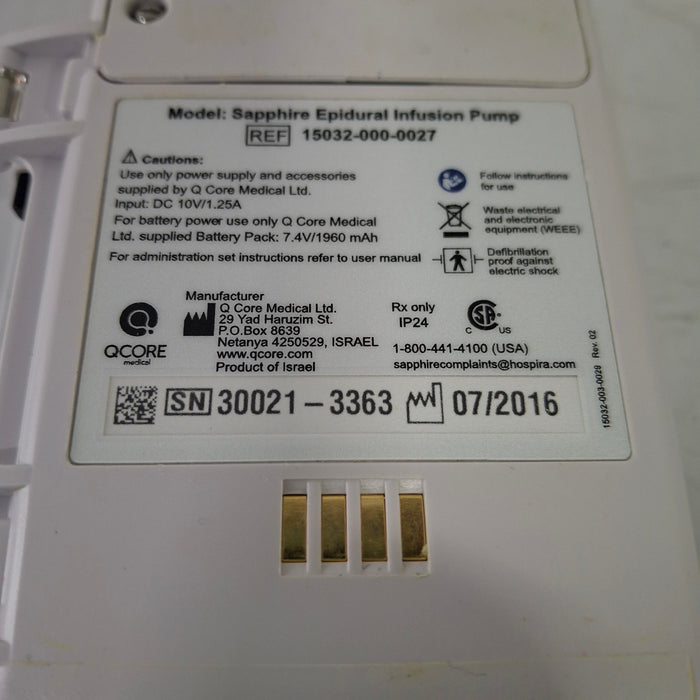 Model: Sapphire Epidural Infusion Pump
REF 15032-000-0027
Cautions:
Use only power supply and accessories
supplied by Q Core Medical Ltd.
Input: DC 10V/1.25A
For battery power use only Q Core Medical
Ltd. supplied Battery Pack: 7.4V/1960 mAh
For administration set instructions refer to user manual
Follow instructions
for use
Waste electrical
and electronic
equipment (WEEE)
Defibrillation
proof against
electric shock
QCORE
medical
Manufacturer
Q Core Medical Ltd.
29 Yad Haruzim St.
P.O.Box 8639
Netanya 4250529, ISRAEL
www.qcore.com
Product of Israel
Rx only
IP24
C SA US
1-800-441-4100 (USA)
sapphirecomplaints@hospira.com
15032-003-0029 Rev. 02
SN 30021-3363 07/2016